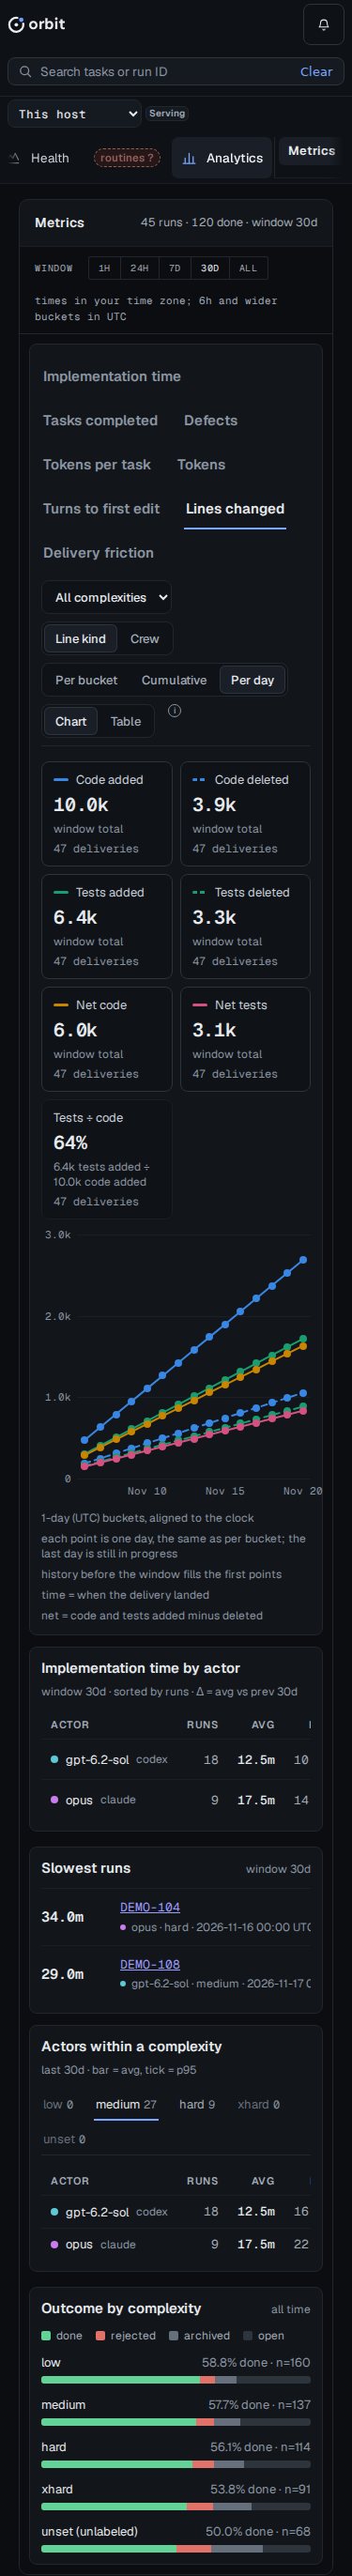 orbit
Search tasks or run ID Clear
This host Serving
Health routines ? Analytics Metrics
Metrics 45 runs · 120 done · window 30d
WINDOW 1H 24H 7D 30D ALL
times in your time zone; 6h and wider
buckets in UTC
Implementation time
Tasks completed Defects
Tokens per task Tokens
Turns to first edit Lines changed
Delivery friction
All complexities
Line kind Crew
Per bucket Cumulative Per day
Chart Table
Code added Code deleted
10.0k 3.9k
window total window total
47 deliveries 47 deliveries
Tests added Tests deleted
6.4k 3.3k
window total window total
47 deliveries 47 deliveries
Net code Net tests
6.0k 3.1k
window total window total
47 deliveries 47 deliveries
Tests ÷ code
64%
6.4k tests added ÷
10.0k code added
47 deliveries
3.0k
2.0k
1.0k
0
Nov 10 Nov 15 Nov 20
1-day (UTC) buckets, aligned to the clock
each point is one day, the same as per bucket; the
last day is still in progress
history before the window fills the first points
time = when the delivery landed
net = code and tests added minus deleted
Implementation time by actor
window 30d · sorted by runs · Δ = avg vs prev 30d
ACTOR RUNS AVG
gpt-6.2-sol codex 18 12.5m 10
opus claude 9 17.5m 14
Slowest runs window 30d
34.0m DEMO-104
opus · hard · 2026-11-16 00:00 UTC
29.0m DEMO-108
gpt-6.2-sol · medium · 2026-11-17 0
Actors within a complexity
last 30d · bar = avg, tick = p95
low 0 medium 27 hard 9 xhard 0
unset 0
ACTOR RUNS AVG
gpt-6.2-sol codex 18 12.5m 16
opus claude 9 17.5m 22
Outcome by complexity all time
done rejected archived open
low 58.8% done · n=160
medium 57.7% done · n=137
hard 56.1% done · n=114
xhard 53.8% done · n=91
unset (unlabeled) 50.0% done · n=68